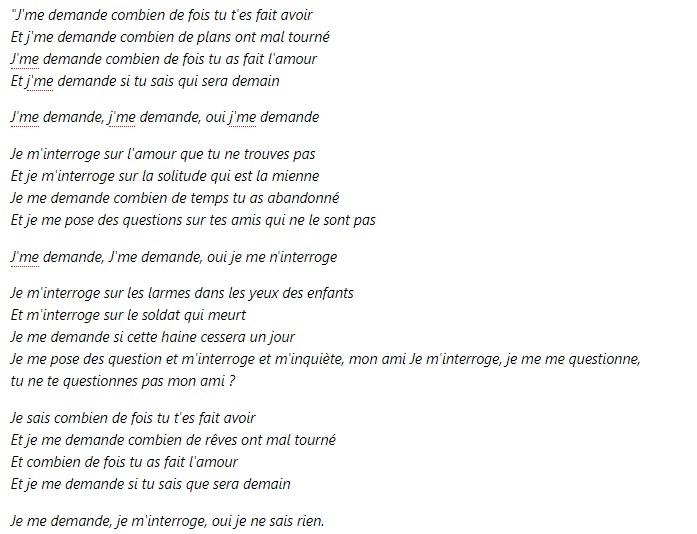 "J'me demande combien de fois tu t'es fait avoir
Et j'me demande combien de plans ont mal tourné
J'me demande combien de fois tu as fait l'amour
Et j'me demande si tu sais qui sera demain
J'me demande, j'me demande, oui j'me demande
Je m'interroge sur l'amour que tu ne trouves pas
Et je m'interroge sur la solitude qui est la mienne
Je me demande combien de temps tu as abandonné
Et je me pose des questions sur tes amis qui ne le sont pas
J'me demande, J'me demande, oui je me n'interroge
Je m'interroge sur les larmes dans les yeux des enfants
Et m'interroge sur le soldat qui meurt
Je me demande si cette haine cessera un jour
Je me pose des question et m'interroge et m'inquiète, mon ami Je m'interroge, je me me questionne,
tu ne te questionnes pas mon ami ?
Je sais combien de fois tu t'es fait avoir
Et je me demande combien de rêves ont mal tourné
Et combien de fois tu as fait l'amour
Et je me demande si tu sais que sera demain
Je me demande, je m'interroge, oui je ne sais rien.